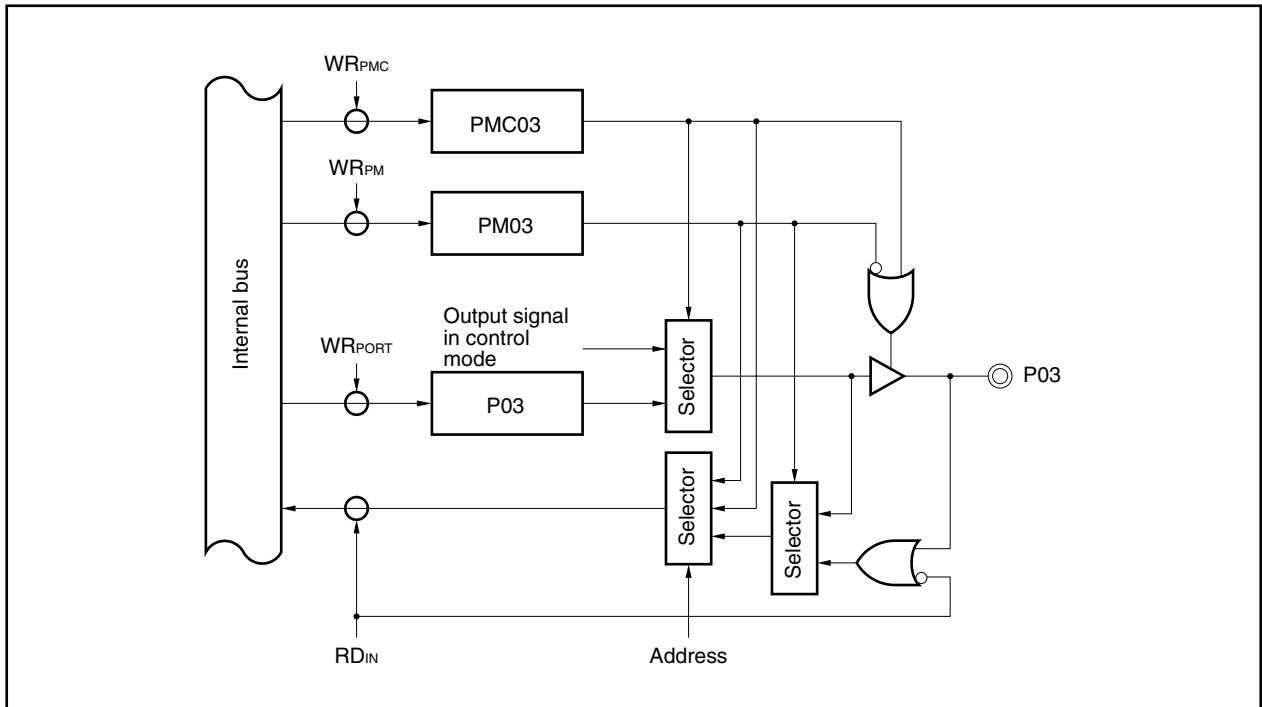 WRPMC
PMC03
WRPM
PM03
Internal bus
Output signal
in control
mode
WRPORT
P03
Selector
P03
Selector
Selector
RDIN
Address